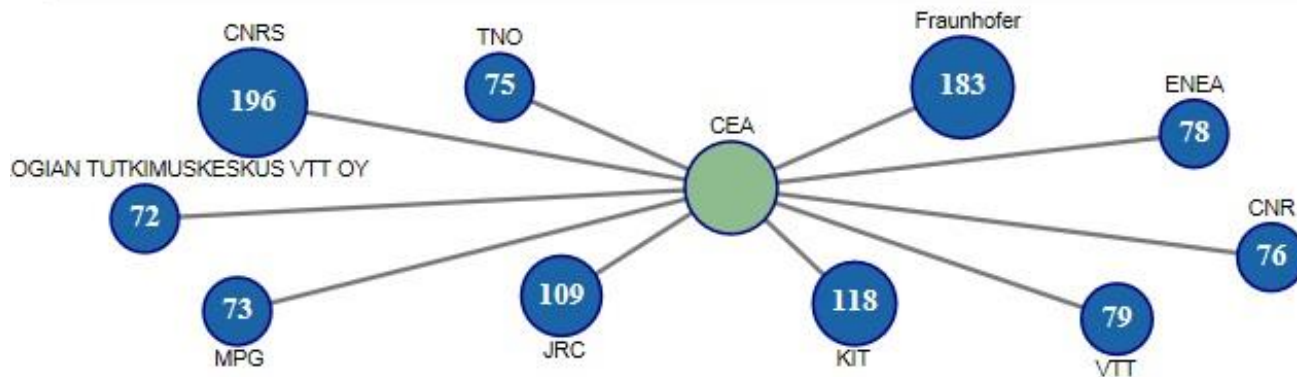 CNRS
196
TNO
75
Fraunhofer
183
ENEA
78
CEA
OGIAN TUTKIMUSKESKUS VTT OY
72
CNR
76
73
MPG
109
JRC
118
KIT
79
VTT